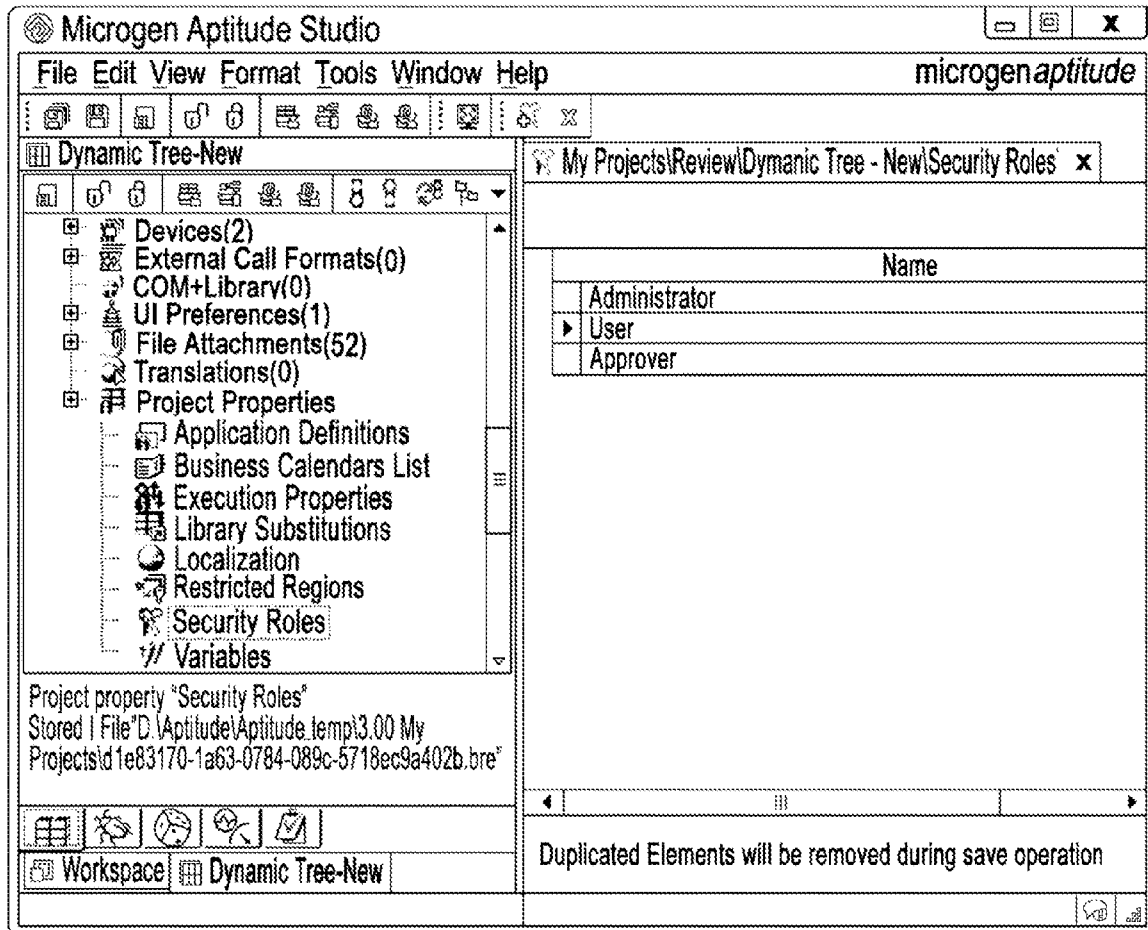 Microgen Aptitude Studio
File Edit View Format Tools Window Help
microgenaptitude
Dynamic Tree-New
My Projects\Review\Dymanic Tree - New\Security Roles* x
Devices(2)
External Call Formats(0)
COM+Library(0)
UI Preferences(1)
File Attachments(52)
Translations(0)
Project Properties
Application Definitions
Business Calendars List
Execution Properties
Library Substitutions
Localization
Restricted Regions
Security Roles
Variables
Name
Administrator
User
Approver
Project property "Security Roles"
Stored I File"D.\Aptitude\Aptitude_temp\3.00 My
Projects\d1e83170-1a63-0784-089c-5718ec9a402b.bre"
Workspace Dynamic Tree-New
Duplicated Elements will be removed during save operation